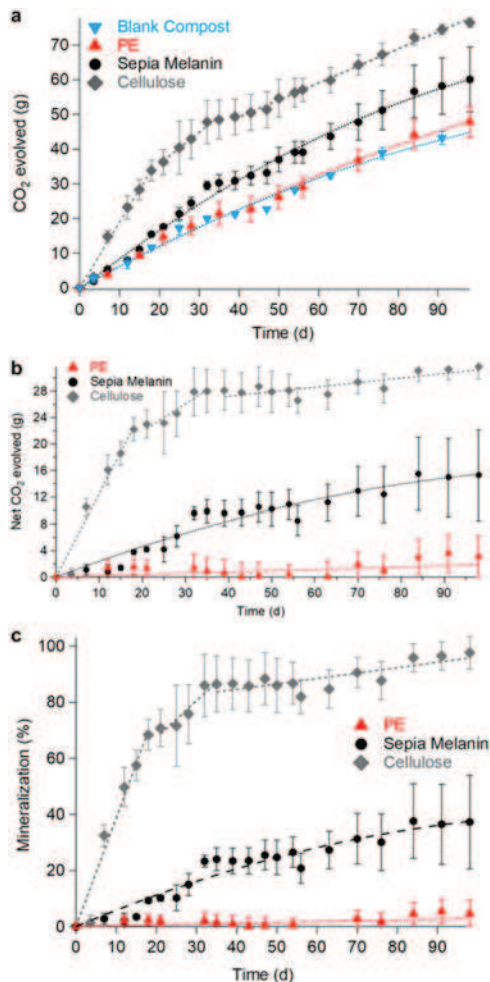 a
Blank Compost
PE
Sepia Melanin
Cellulose
CO2 evolved (g)
70
60
50
40
30
20
10
0
0 10 20 30 40 50 60 70 80 90
Time (d)
b
PE
Sepia Melanin
Cellulose
Net CO2 evolved (g)
28
24
20
16
12
8
4
0
0 10 20 30 40 50 60 70 80 90
Time (d)
c
PE
Sepia Melanin
Cellulose
Mineralization (%)
100
80
60
40
20
0
0 10 20 30 40 50 60 70 80 90
Time (d)